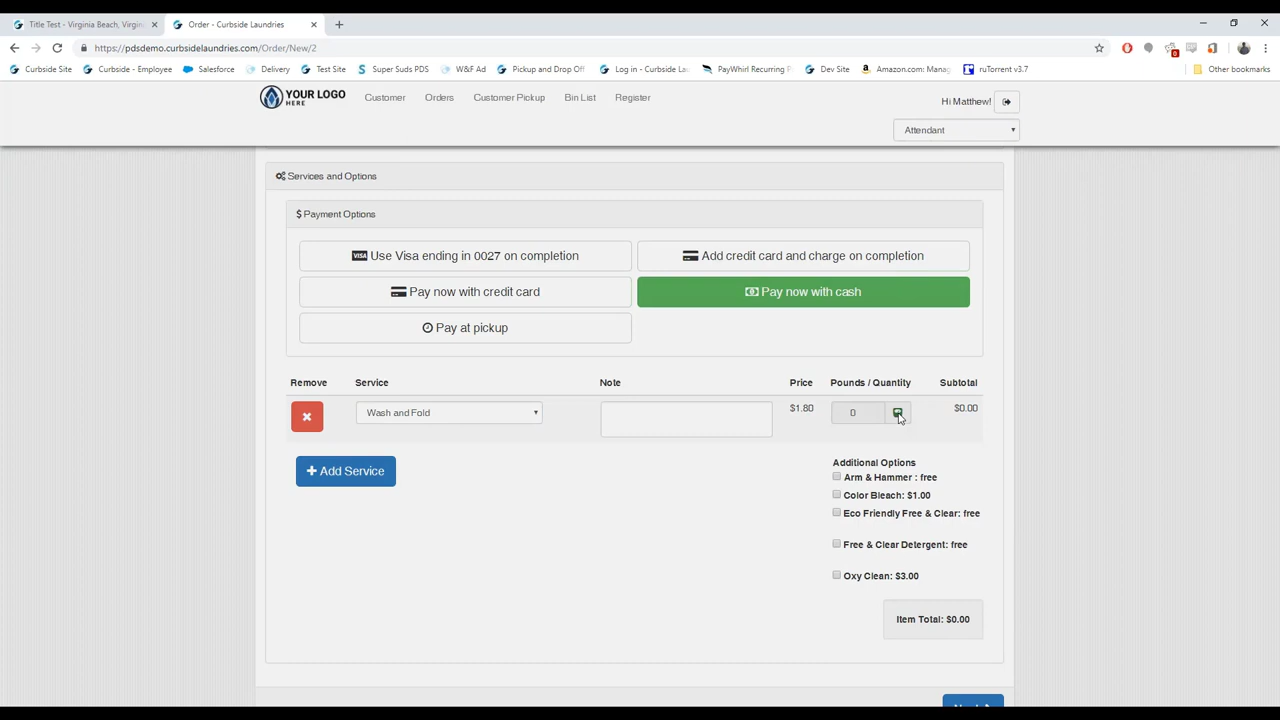 Title Test - Virginia Beach, Virgin
Order - Curbside Laundries
https://pdsdemo.curbsidelaundries.com/Order/New/2
Curbside Site
Curbside - Employee
Salesforce
Delivery
Test Site
Super Suds PDS
W&F Ad
Pickup and Drop Off
Log in - Curbside La
PayWhirl Recurring P
Dev Site
Amazon.com: Manag
ruTorrent v3.7
Other bookmarks
YOUR LOGO
HERE
Customer
Orders
Customer Pickup
Bin List
Register
Hi Matthew!
Attendant
Services and Options
$ Payment Options
VISA Use Visa ending in 0027 on completion
Add credit card and charge on completion
Pay now with credit card
Pay now with cash
Pay at pickup
Remove Service Note Price Pounds / Quantity Subtotal
Wash and Fold $1.80 0 $0.00
+ Add Service
Additional Options
Arm & Hammer : free
Color Bleach: $1.00
Eco Friendly Free & Clear: free
Free & Clear Detergent: free
Oxy Clean: $3.00
Item Total: $0.00